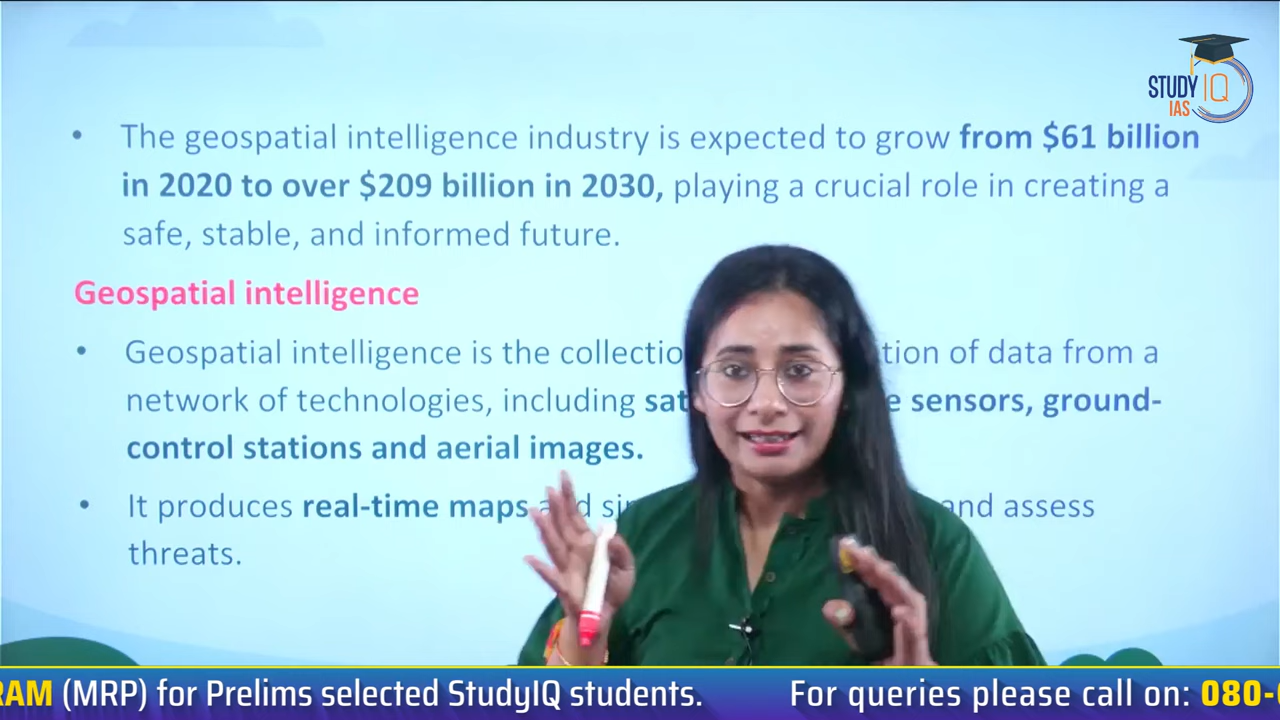 STUDY IQ
IAS
• The geospatial intelligence industry is expected to grow from $61 billion
in 2020 to over $209 billion in 2030, playing a crucial role in creating a
safe, stable, and informed future.
Geospatial intelligence
• Geospatial intelligence is the of data from a
network of technologies, including sensors, ground-
control stations and aerial images.
• It produces real-time maps and assess
threats.
RAM (MRP) for Prelims selected StudyIQ students. For queries please call on: 080-